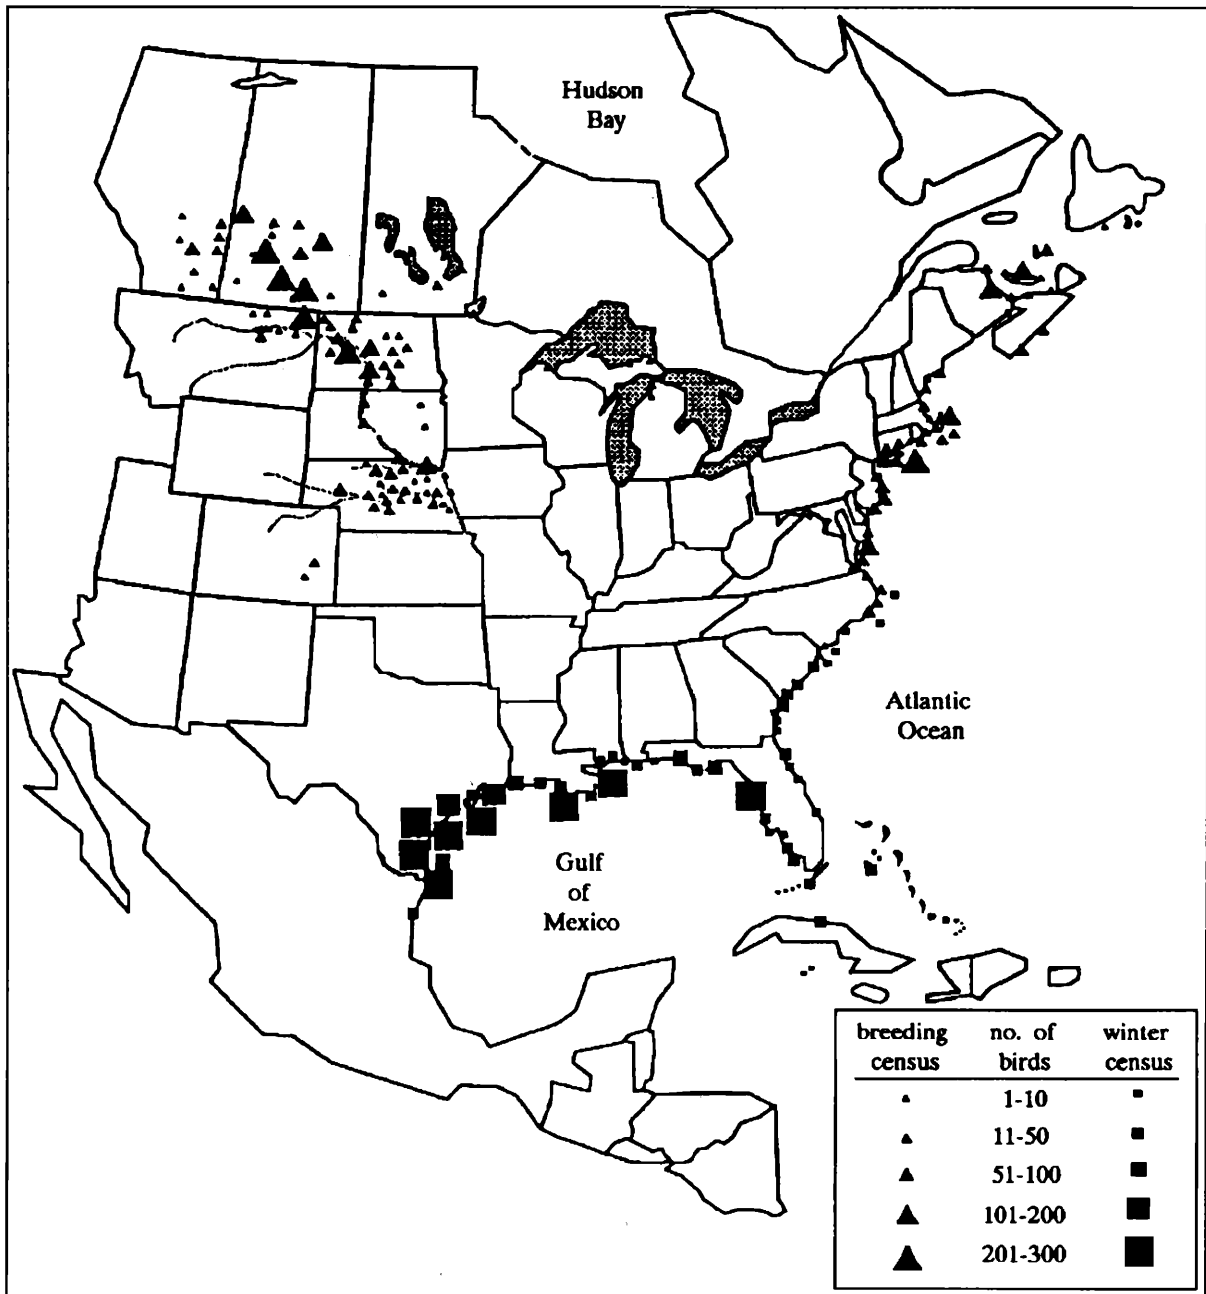 Hudson
Bay
Atlantic
Ocean
Gulf
of
Mexico
breeding no. of winter
census birds census
1-10
11-50
51-100
101-200
201-300